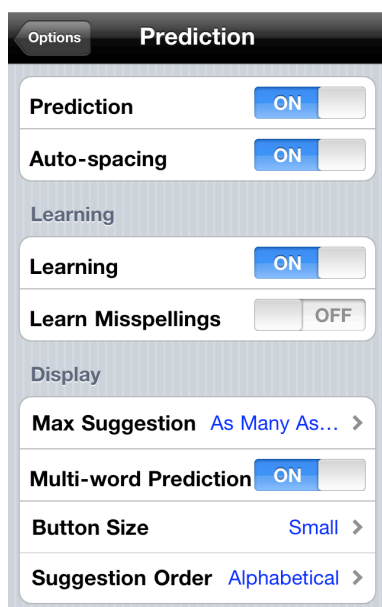 Options Prediction
Prediction ON
Auto-spacing ON
Learning
Learning ON
Learn Misspellings OFF
Display
Max Suggestion As Many As...
Multi-word Prediction ON
Button Size Small
Suggestion Order Alphabetical